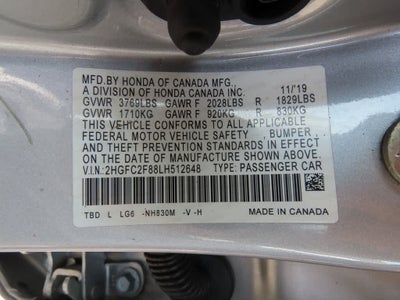 MFD.BY HONDA OF CANADA MFG.,
A DIVISION OF HONDA CANADA INC. 11/19
GVWR 3769LBS GAWR F 2028LBS R 1829LBS
GVWR 1710KG GAWR F 920KG R 830KG
THIS VEHICLE CONFORMS TO ALL APPLICABLE
FEDERAL MOTOR VEHICLE SAFETY, BUMPER,
AND THEFT PREVENTION STANDARDS IN EFFECT
ON THE DATE OF MANUFACTURE SHOWN ABOVE.
V.I.N: 2HGFC2F88LH512648 TYPE: PASSENGER CAR
TBD L LG6 -NH830M -V -H MADE IN CANADA